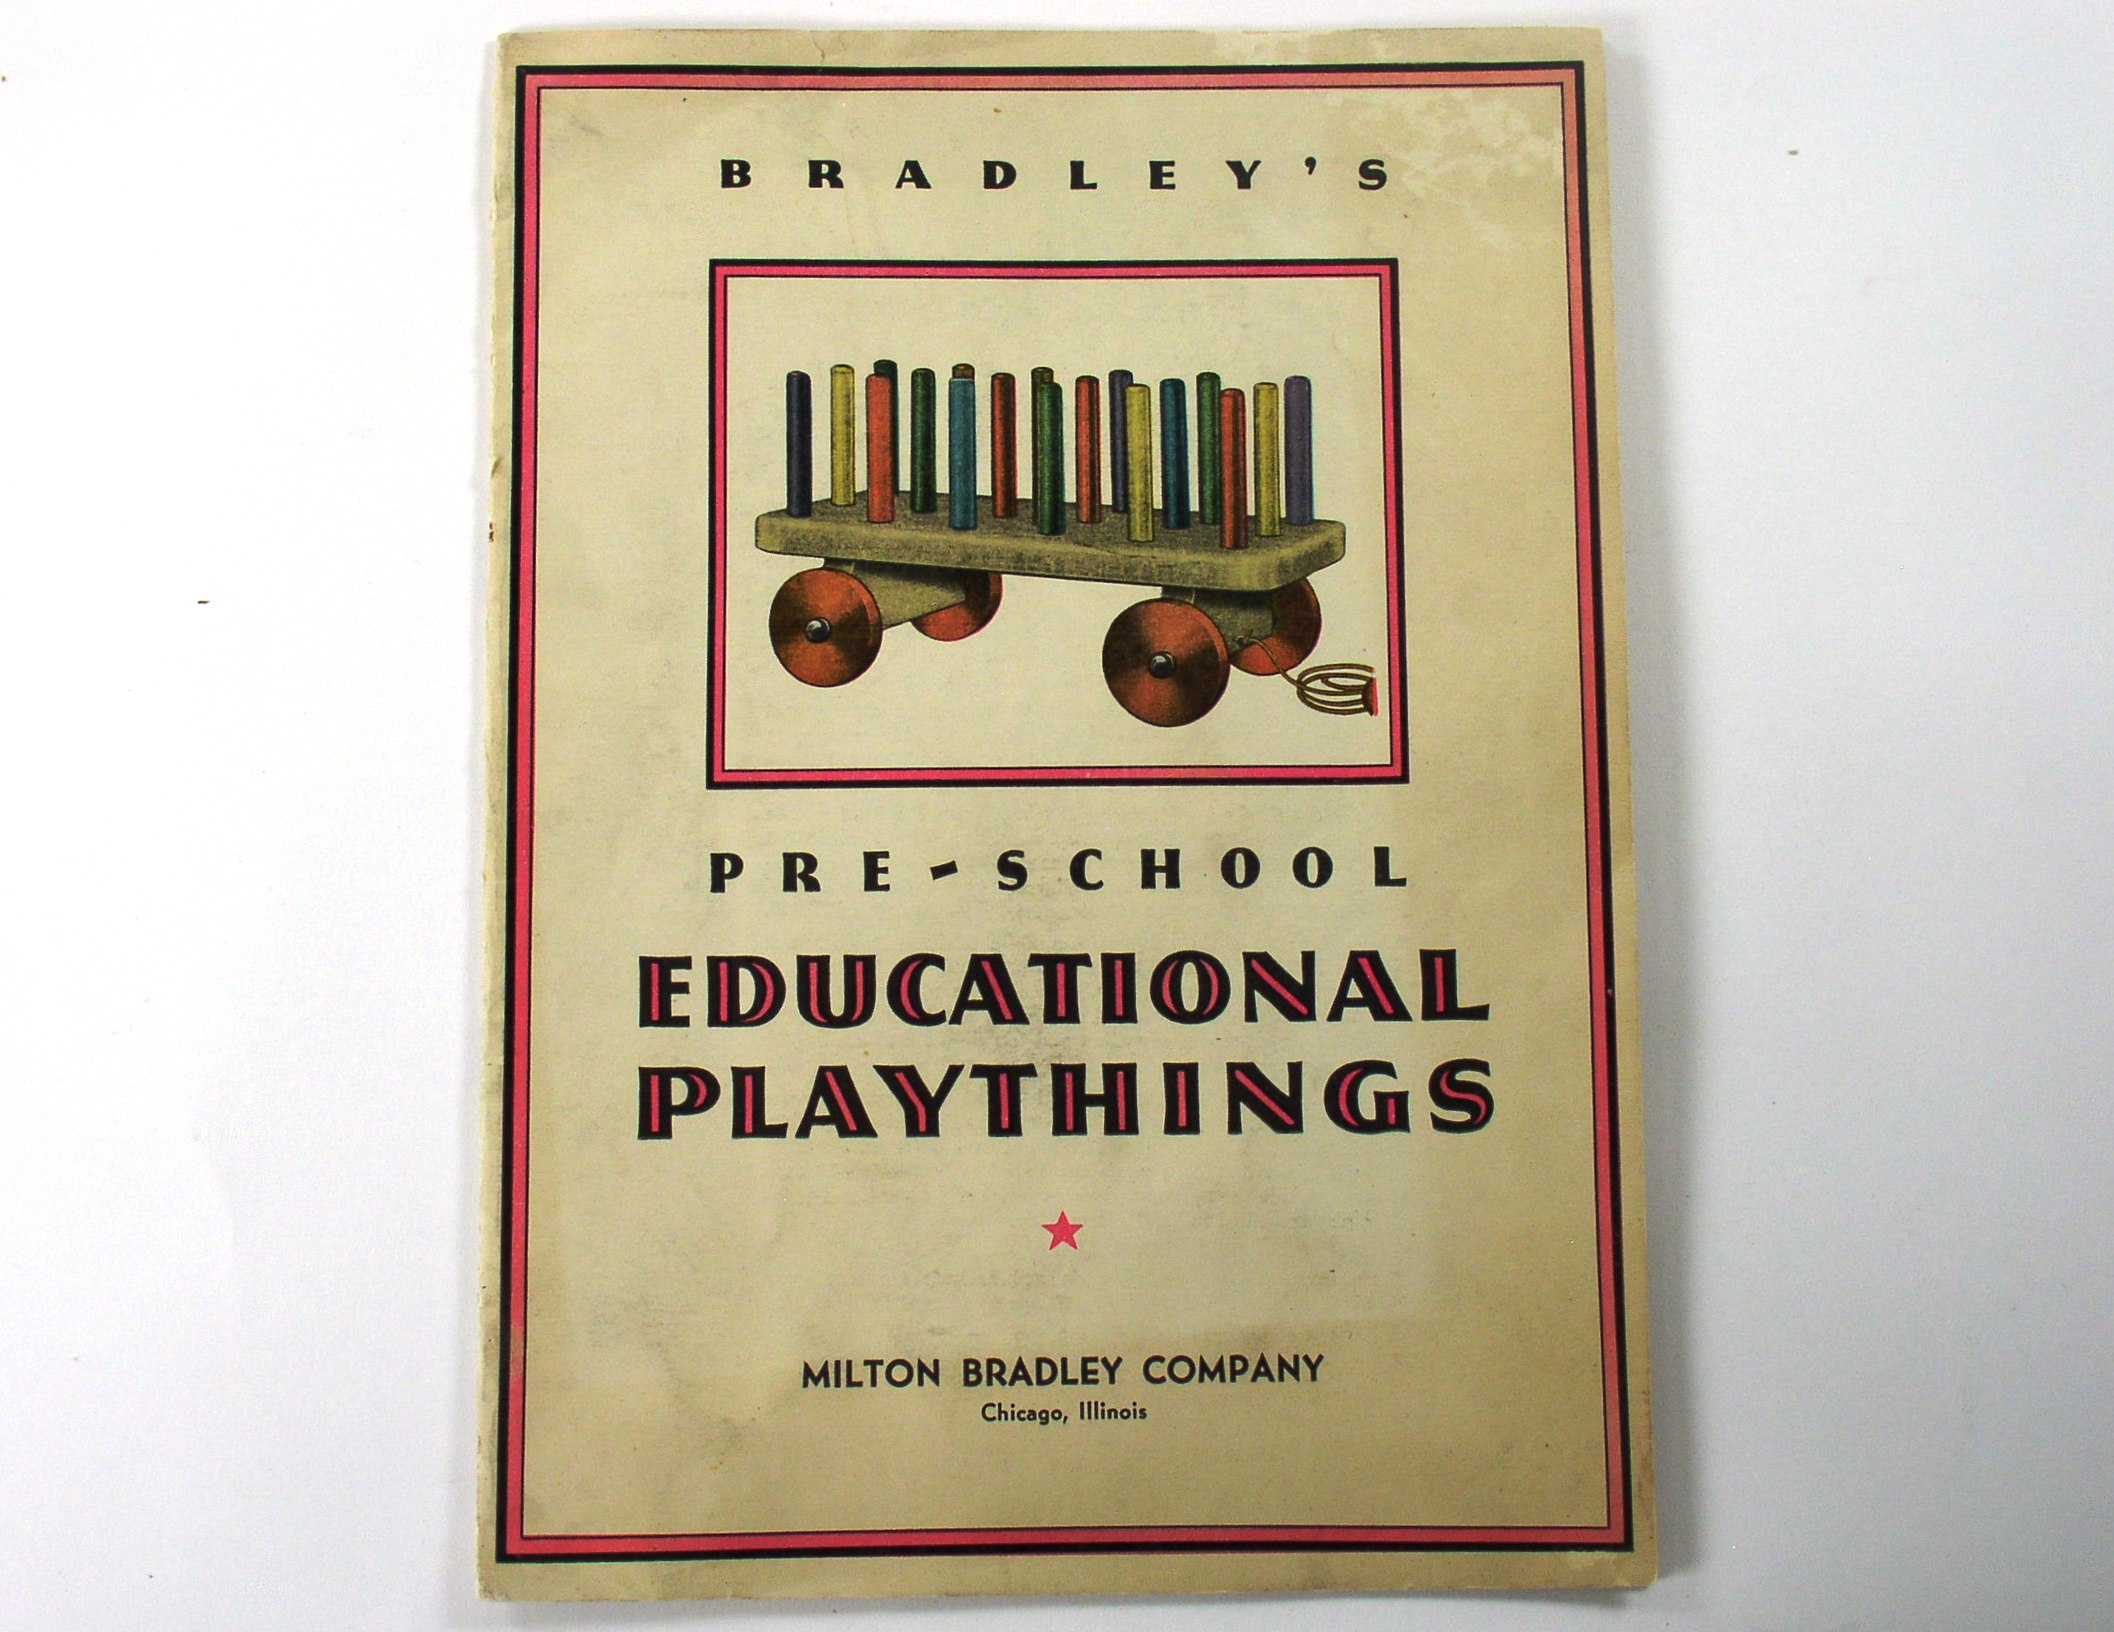 BRADLEY'S
PRE-SCHOOL
EDUCATIONAL
PLAYTHINGS
MILTON BRADLEY COMPANY
Chicago, Illinois